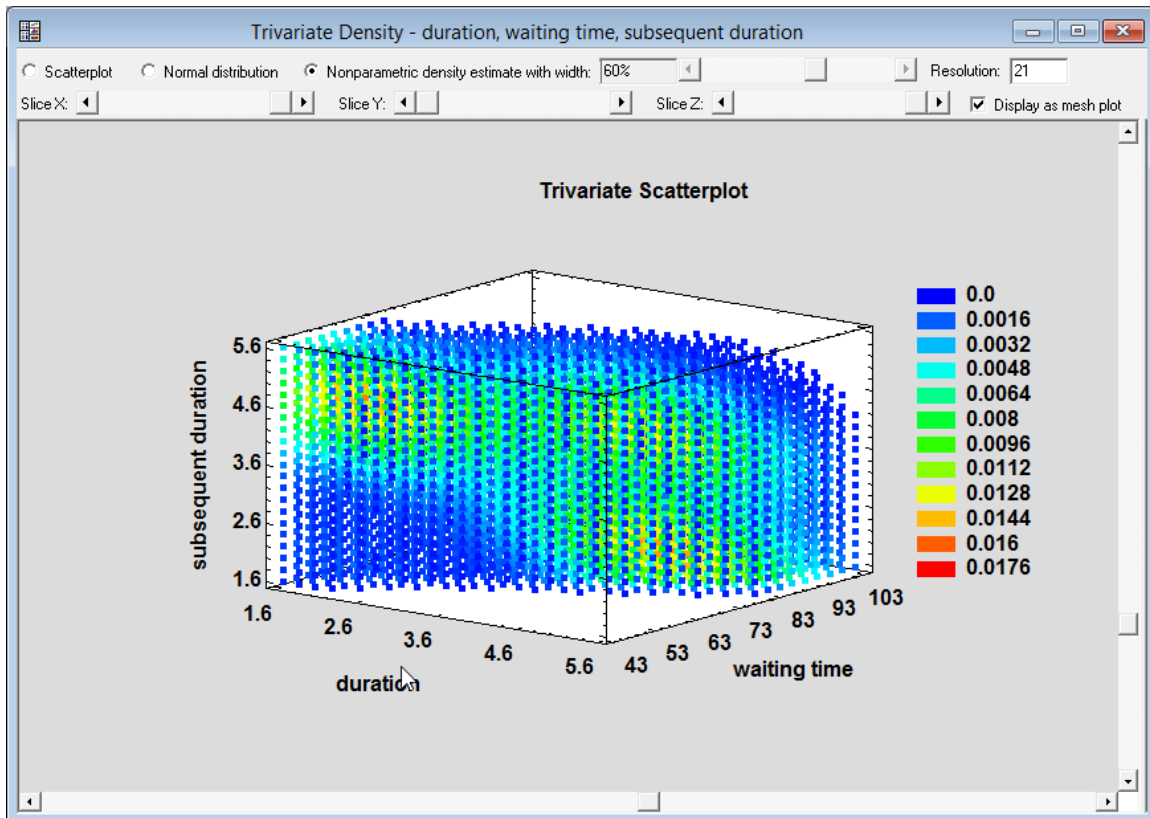 Trivariate Density - duration, waiting time, subsequent duration
Scatterplot Normal distribution Nonparametric density estimate with width: 60% Resolution: 21
Slice X: Slice Y: Slice Z: Display as mesh plot
Trivariate Scatterplot
5.6
4.6
3.6
2.6
1.6
subsequent duration
1.6 2.6 3.6 4.6 5.6
duration
43 53 63 73 83 93 103
waiting time
0.0
0.0016
0.0032
0.0048
0.0064
0.008
0.0096
0.0112
0.0128
0.0144
0.016
0.0176